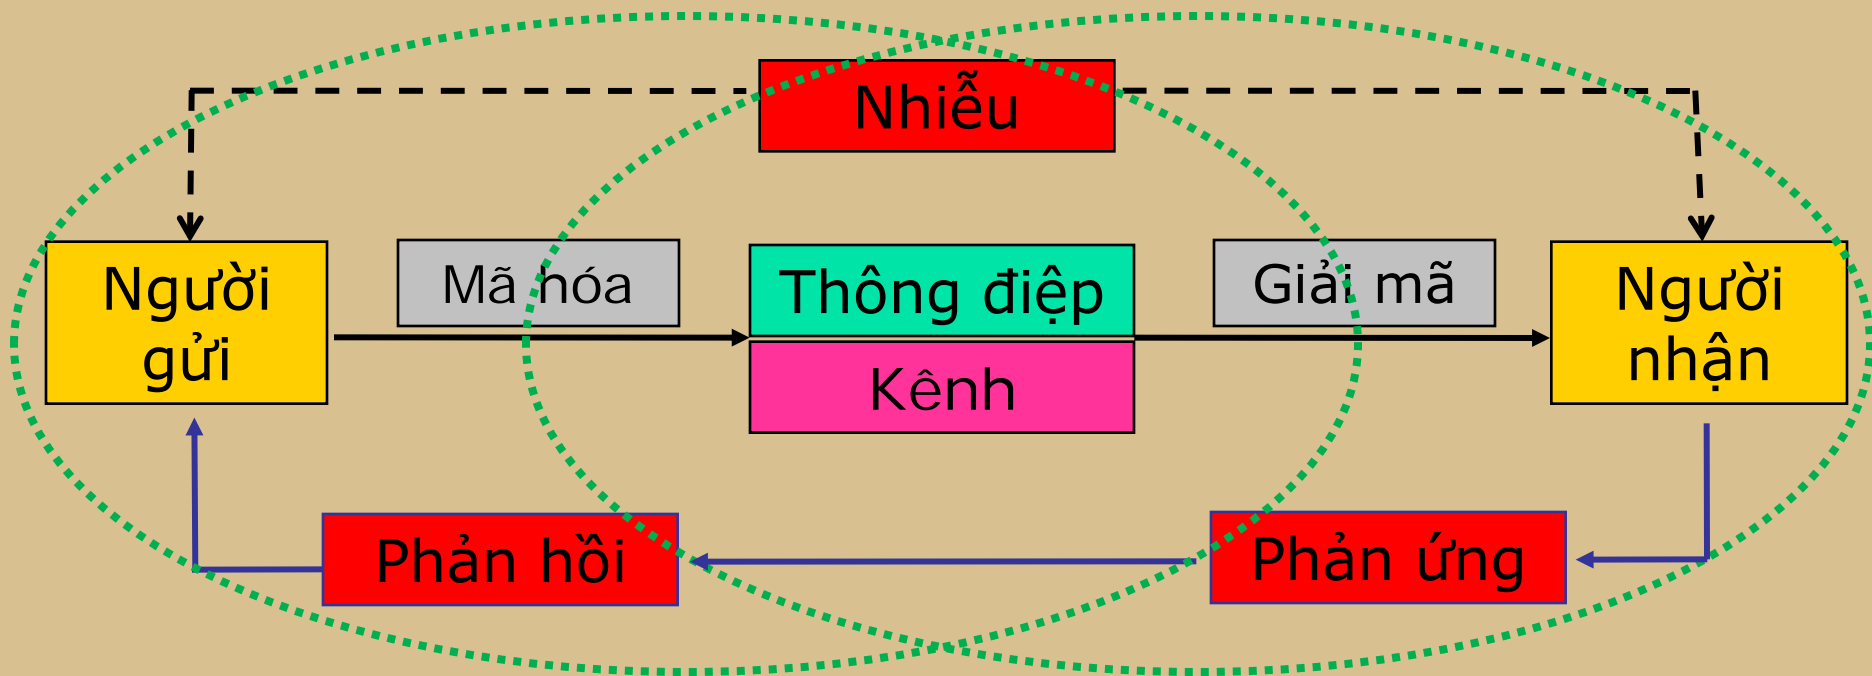 Nhiễu
Người
gửi
Mã hóa
Thông điệp
Kênh
Giải mã
Người
nhận
Phản hồi
Phản ứng